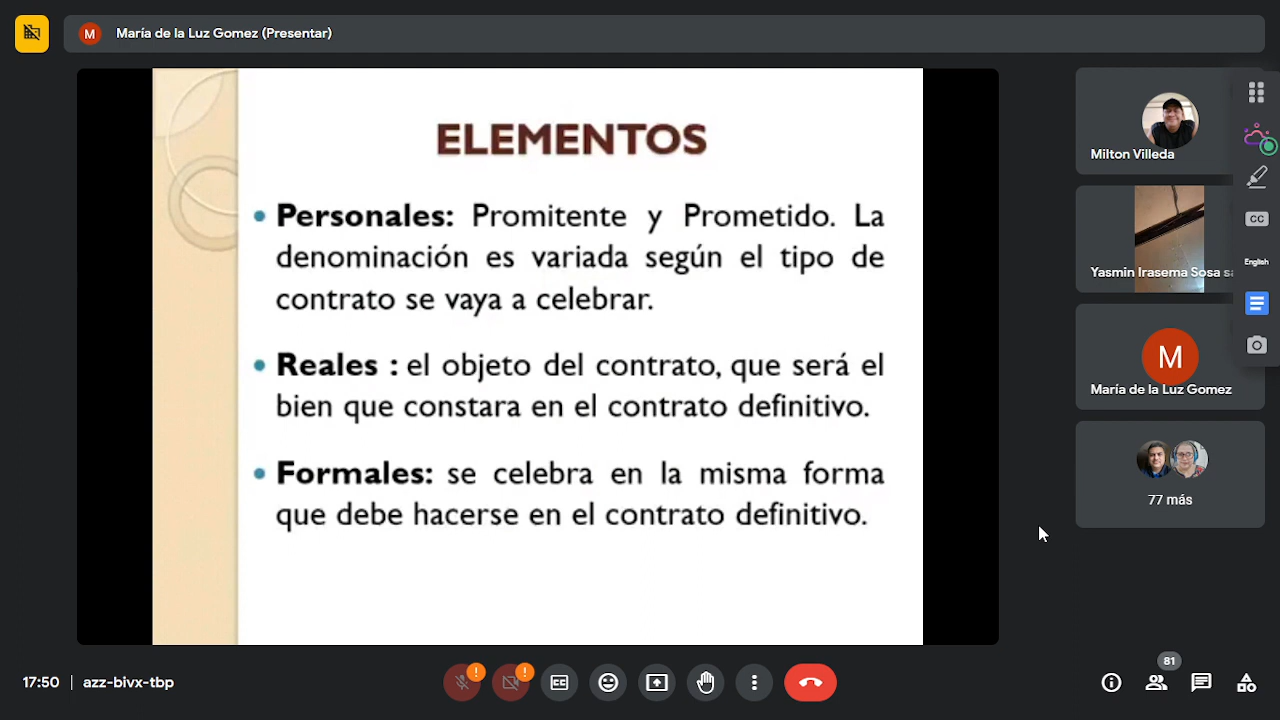 M María de la Luz Gomez (Presentar)
ELEMENTOS
• Personales: Promitente y Prometido. La
denominación es variada según el tipo de
contrato se vaya a celebrar.
• Reales : el objeto del contrato, que será el
bien que constara en el contrato definitivo.
• Formales: se celebra en la misma forma
que debe hacerse en el contrato definitivo.
Milton Villeda
Yasmin Irasema Sosa
M
María de la Luz Gomez
77 más
CC
English
17:50 | azz-bivx-tbp
81